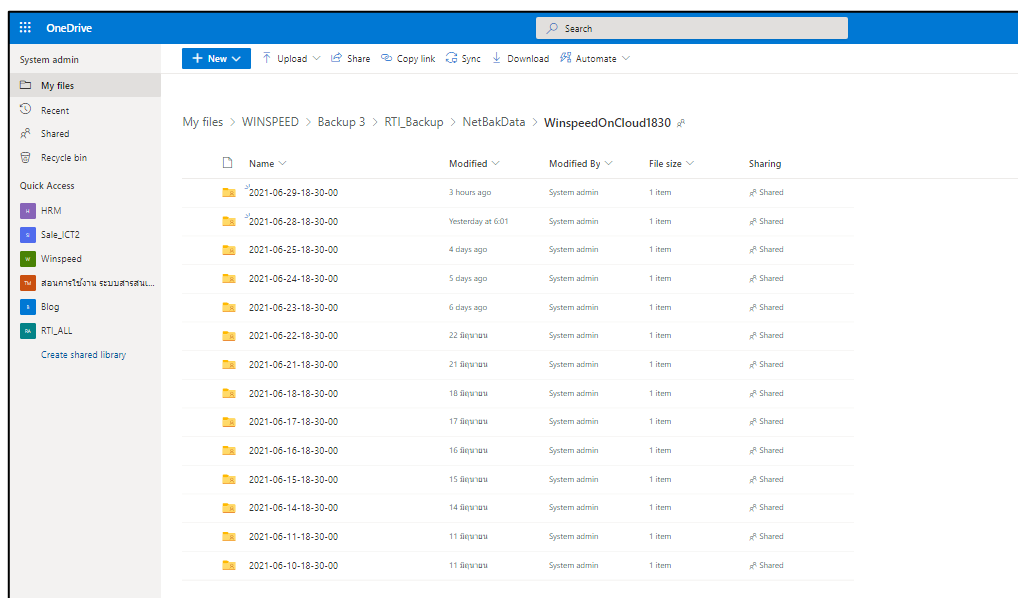 OneDrive
Search
System admin
My files
Recent
Shared
Recycle bin
Quick Access
H HRM
S Sale_ICT2
W Winspeed
TM สอนการใช้งาน ระบบสารสนเ...
B Blog
RA RTI_ALL
Create shared library
+ New Upload Share Copy link Sync Download Automate
My files > WINSPEED > Backup 3 > RTI_Backup > NetBakData > WinspeedOnCloud1830
Name Modified Modified By File size Sharing
2021-06-29-18-30-00 3 hours ago System admin 1 item Shared
2021-06-28-18-30-00 Yesterday at 6:01 System admin 1 item Shared
2021-06-25-18-30-00 4 days ago System admin 1 item Shared
2021-06-24-18-30-00 5 days ago System admin 1 item Shared
2021-06-23-18-30-00 6 days ago System admin 1 item Shared
2021-06-22-18-30-00 22 มิถุนายน System admin 1 item Shared
2021-06-21-18-30-00 21 มิถุนายน System admin 1 item Shared
2021-06-18-18-30-00 18 มิถุนายน System admin 1 item Shared
2021-06-17-18-30-00 17 มิถุนายน System admin 1 item Shared
2021-06-16-18-30-00 16 มิถุนายน System admin 1 item Shared
2021-06-15-18-30-00 15 มิถุนายน System admin 1 item Shared
2021-06-14-18-30-00 14 มิถุนายน System admin 1 item Shared
2021-06-11-18-30-00 11 มิถุนายน System admin 1 item Shared
2021-06-10-18-30-00 11 มิถุนายน System admin 1 item Shared